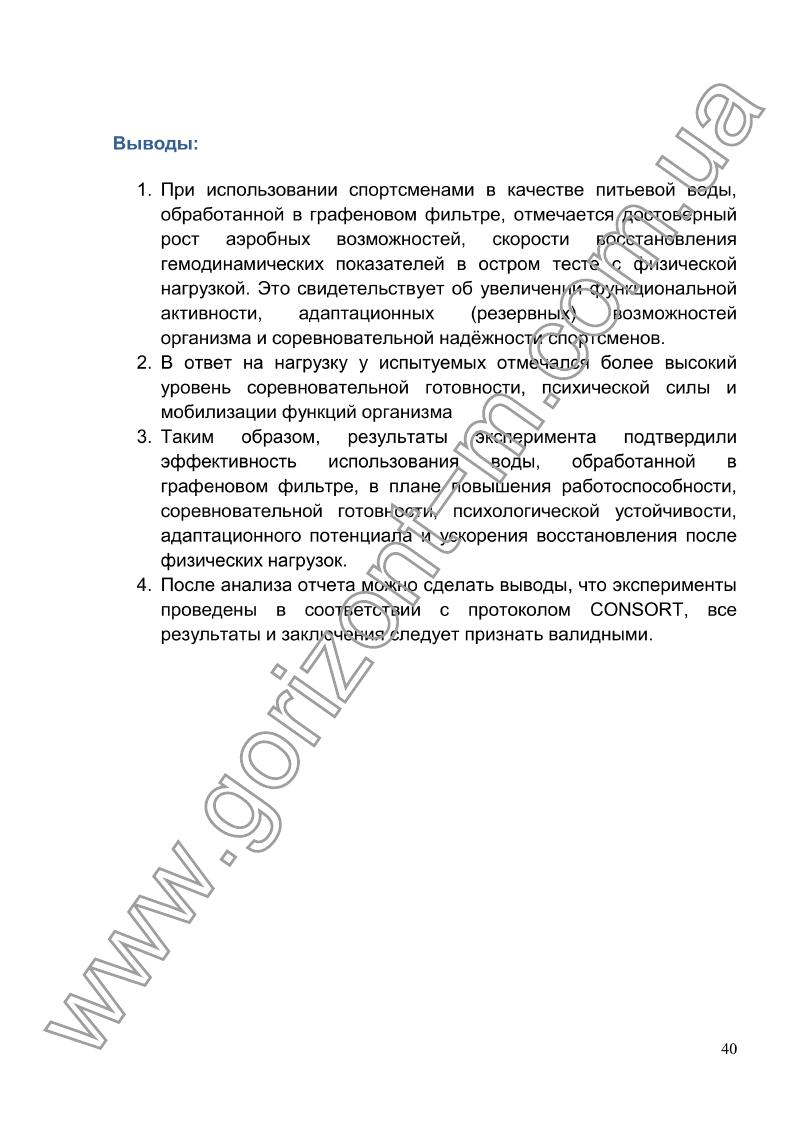 Выводы:
1. При использовании спортсменами в качестве питьевой воды,
обработанной в графеновом фильтре, отмечается достоверный
рост аэробных возможностей, скорости восстановления
гемодинамических показателей в остром тесте с физической
нагрузкой. Это свидетельствует об увеличении функциональной
активности, адаптационных (резервных) возможностей
организма и соревновательной надёжности спортсменов.
2. В ответ на нагрузку у испытуемых отмечался более высокий
уровень соревновательной готовности, психической силы и
мобилизации функций организма
3. Таким образом, результаты эксперимента подтвердили
эффективность использования воды, обработанной в
графеновом фильтре, в плане повышения работоспособности,
соревновательной готовности, психологической устойчивости,
адаптационного потенциала и ускорения восстановления после
физических нагрузок.
4. После анализа отчета можно сделать выводы, что эксперименты
проведены в соответствии с протоколом CONSORT, все
результаты и заключения следует признать валидными.
www.gorizont-m.com.ua
40